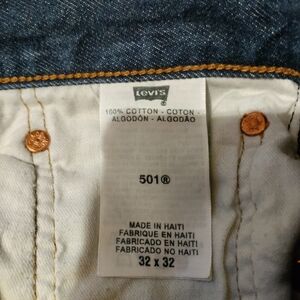 Levi's
®
100% COTTON - COTON -
ALGODÓN - ALGODÃO
501®
MADE IN HAITI
FABRIQUE EN HAITI
FABRICADO EN HAITI
FABRICADO NO HAITI
32 x 32